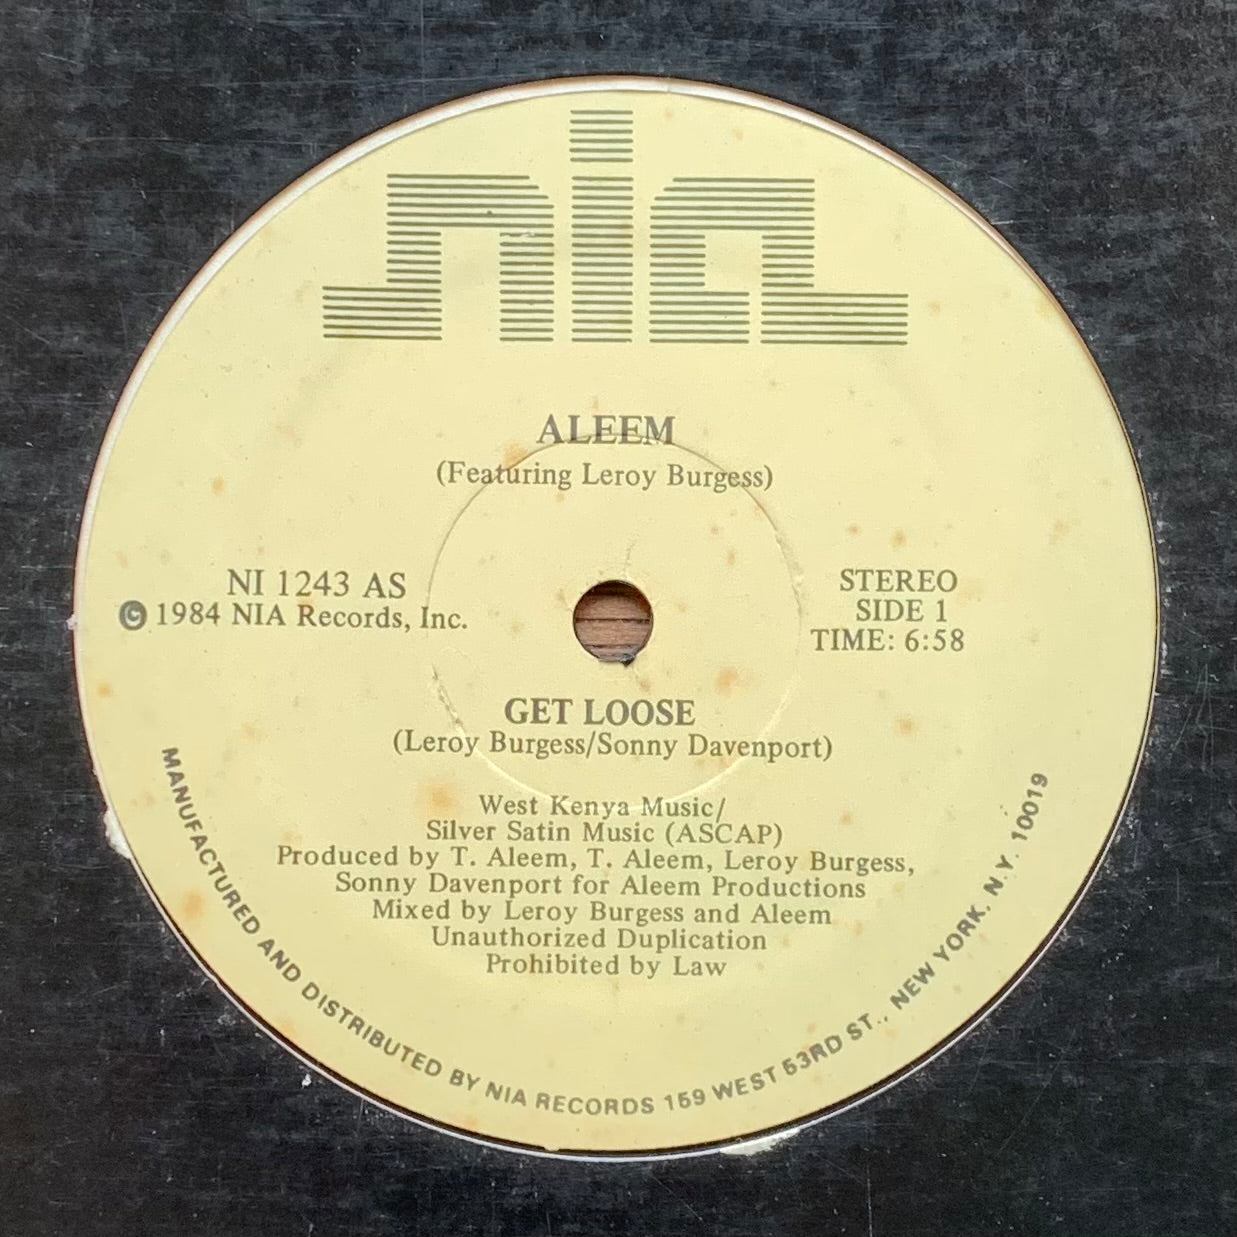 nia
ALEEM
(Featuring Leroy Burgess)
NI 1243 AS
© 1984 NIA Records, Inc.
STEREO
SIDE 1
TIME: 6:58
GET LOOSE
(Leroy Burgess/Sonny Davenport)
West Kenya Music/
Silver Satin Music (ASCAP)
Produced by T. Aleem, T. Aleem, Leroy Burgess,
Sonny Davenport for Aleem Productions
Mixed by Leroy Burgess and Aleem
Unauthorized Duplication
Prohibited by Law
MANUFACTURED AND DISTRIBUTED BY NIA RECORDS 159 WEST 53RD ST., NEW YORK, N.Y. 10019